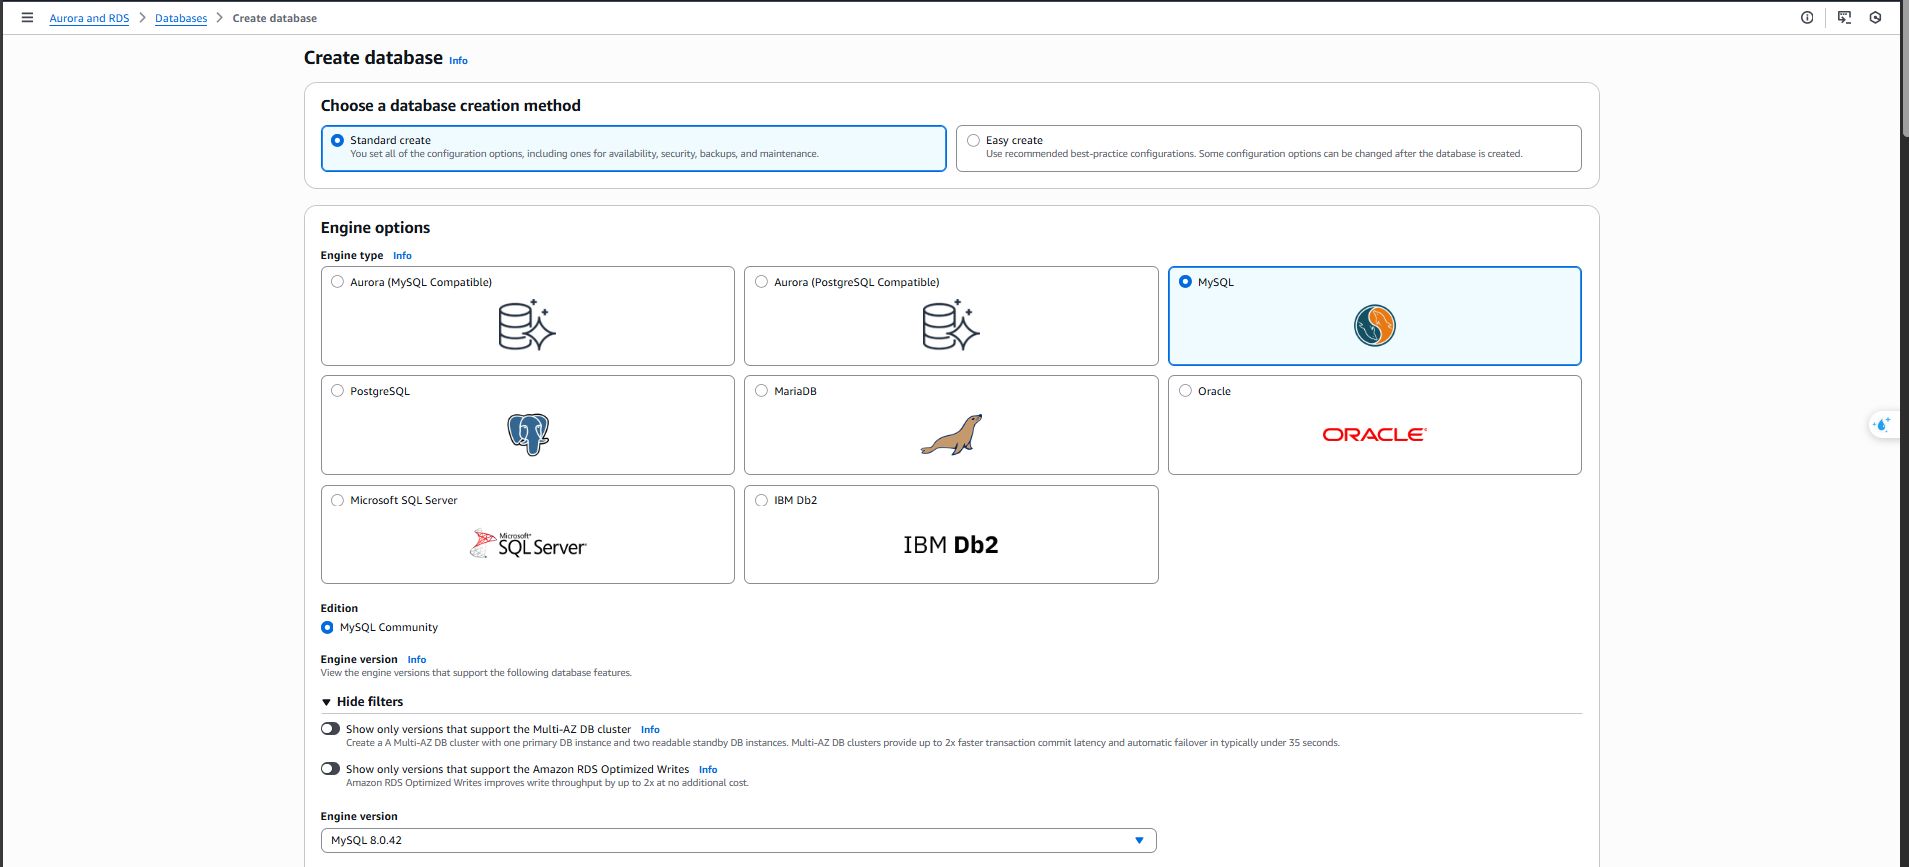 Aurora and RDS > Databases > Create database
Create database Info
Choose a database creation method
Standard create
You set all of the configuration options, including ones for availability, security, backups, and maintenance.
Easy create
Use recommended best-practice configurations. Some configuration options can be changed after the database is created.
Engine options
Engine type Info
Aurora (MySQL Compatible)
Aurora (PostgreSQL Compatible)
MySQL
PostgreSQL
MariaDB
Oracle
ORACLE
Microsoft SQL Server
Microsoft
SQL Server
IBM Db2
IBM Db2
Edition
MySQL Community
Engine version Info
View the engine versions that support the following database features.
Hide filters
Show only versions that support the Multi-AZ DB cluster Info
Create a A Multi-AZ DB cluster with one primary DB instance and two readable standby DB instances. Multi-AZ DB clusters provide up to 2x faster transaction commit latency and automatic failover in typically under 35 seconds.
Show only versions that support the Amazon RDS Optimized Writes Info
Amazon RDS Optimized Writes improves write throughput by up to 2x at no additional cost.
Engine version
MySQL 8.0.42